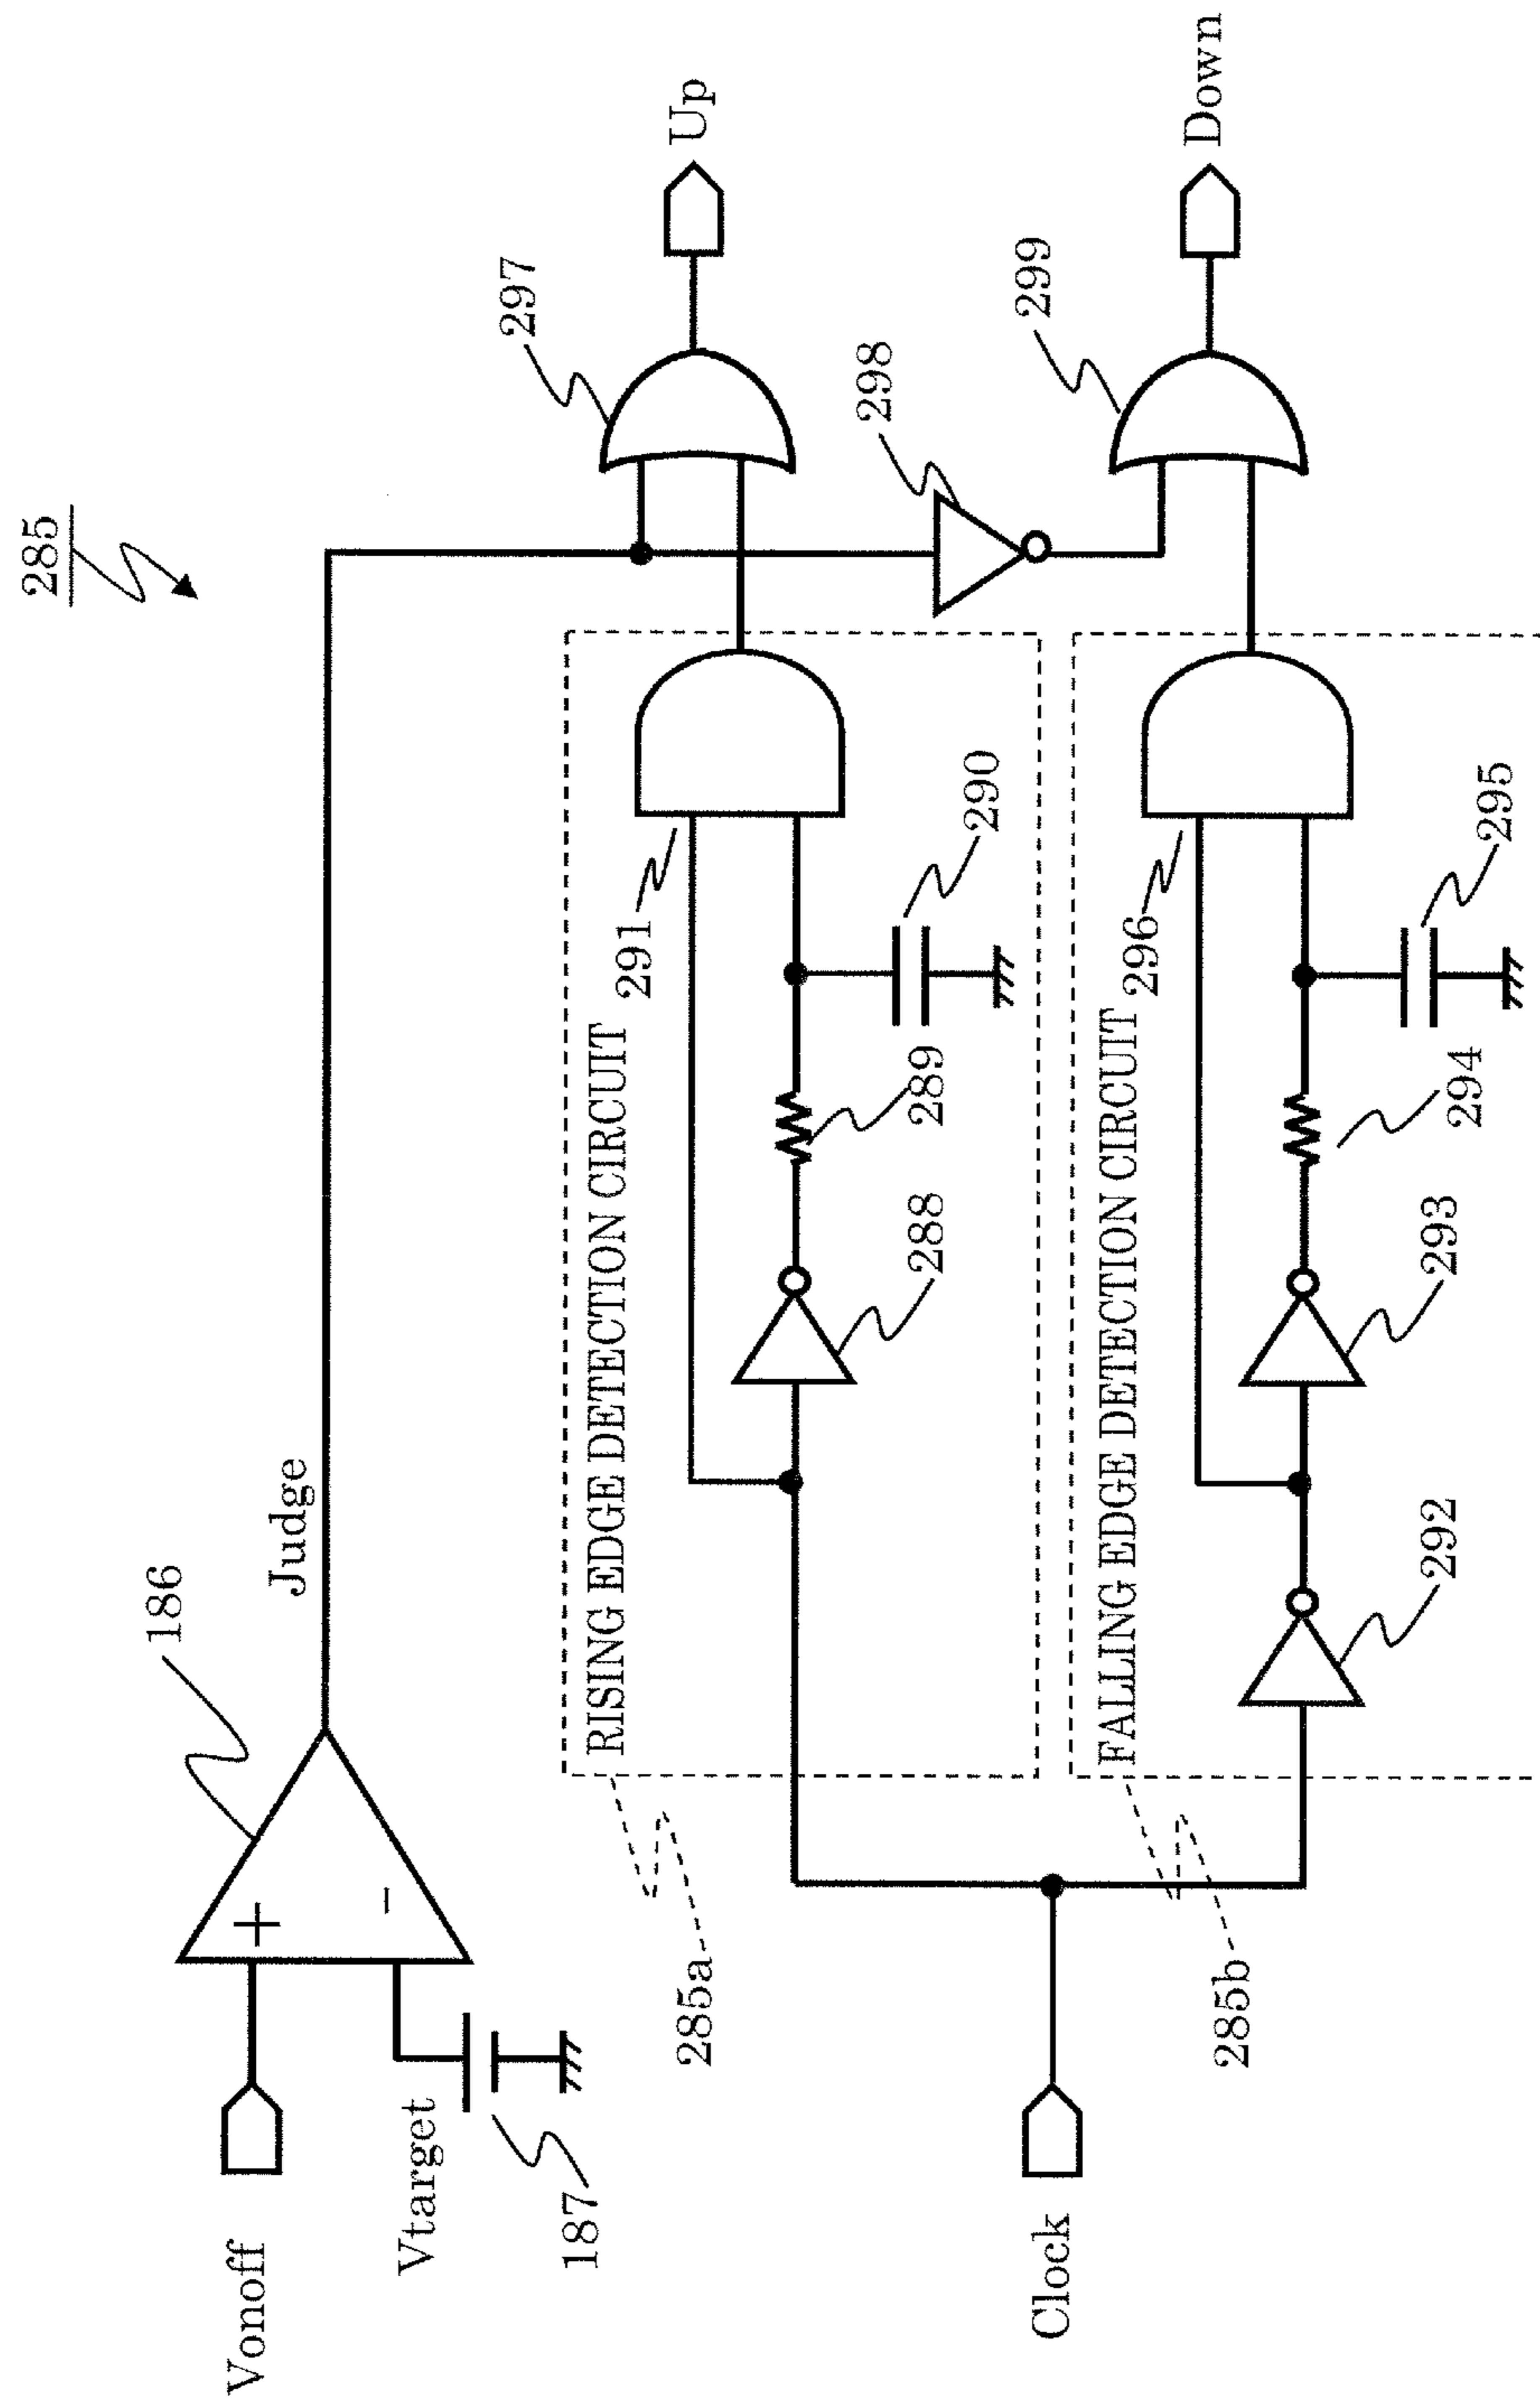 285
Vonoff
186
Judge
Vtarget
187
297
Up
RISING EDGE DETECTION CIRCUIT
291
288
289
290
285a
298
Clock
299
Down
FALLING EDGE DETECTION CIRCUIT
296
292
293
294
295
285b